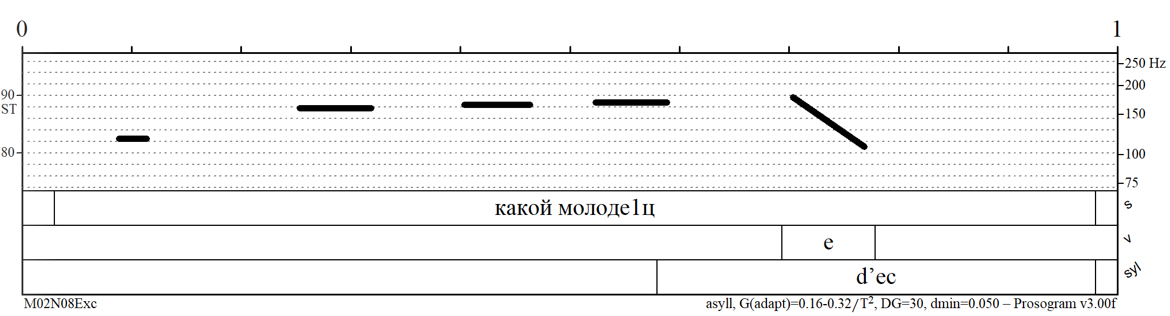 0 1
250 Hz
90 200
ST 150
80 100
75
какой молоде1ц s
e v
d’ec syl
M02N08Exc asyll, G(adapt)=0.16-0.32/T², DG=30, dmin=0.050 – Prosogram v3.00f